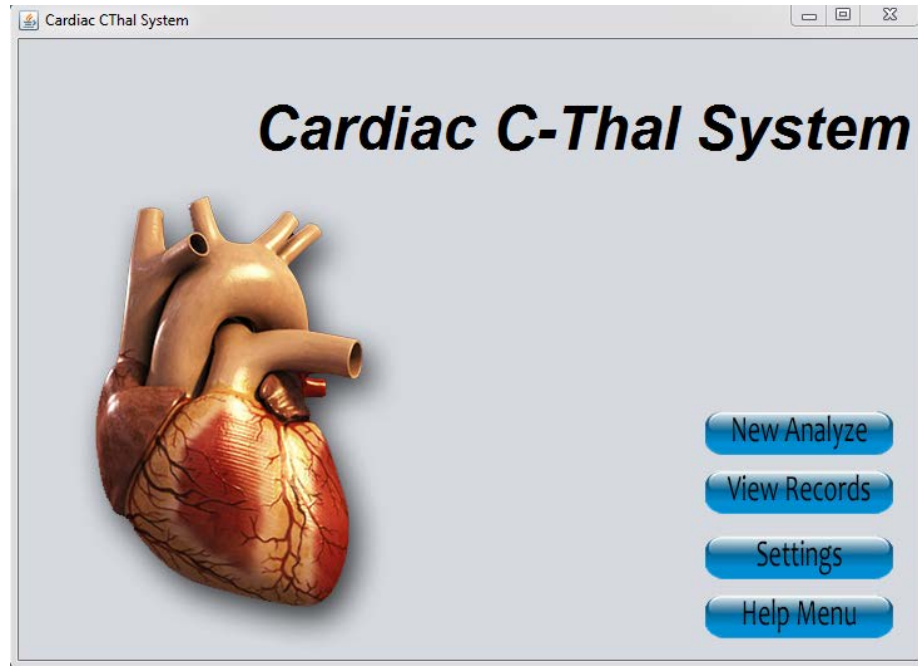 Cardiac CThal System
Cardiac C-Thal System
New Analyze
View Records
Settings
Help Menu